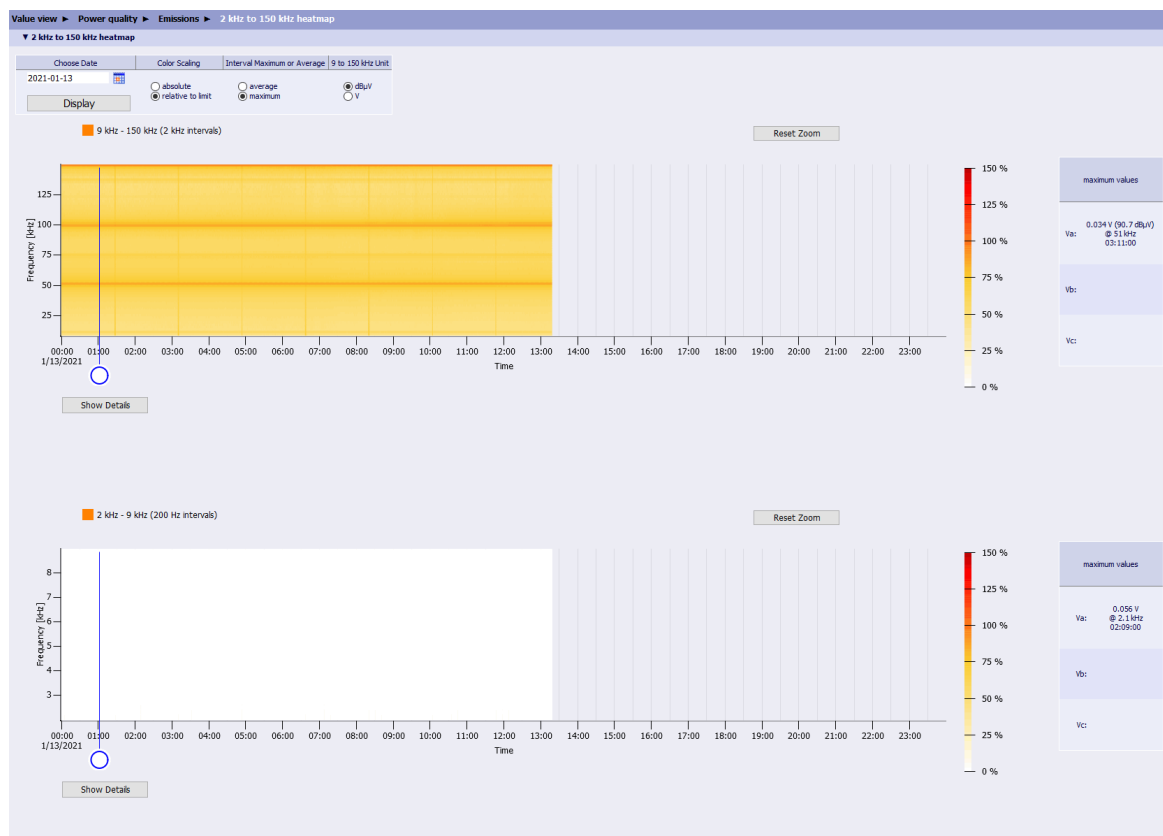 Value view ► Power quality ► Emissions ► 2 kHz to 150 kHz heatmap
▼ 2 kHz to 150 kHz heatmap
Choose Date Color Scaling Interval Maximum or Average 9 to 150 kHz Unit
2021-01-13 absolute average dBµV
relative to limit maximum V
Display
9 kHz - 150 kHz (2 kHz intervals) Reset Zoom
Frequency [kHz]
125
100
75
50
25
00:00 01:00 02:00 03:00 04:00 05:00 06:00 07:00 08:00 09:00 10:00 11:00 12:00 13:00 14:00 15:00 16:00 17:00 18:00 19:00 20:00 21:00 22:00 23:00
1/13/2021
Time
150 %
125 %
100 %
75 %
50 %
25 %
0 %
maximum values
Va: 0.034 V (90.7 dBµV)
@ 51 kHz
03:11:00
Vb:
Vc:
Show Details
2 kHz - 9 kHz (200 Hz intervals) Reset Zoom
Frequency [kHz]
8
7
6
5
4
3
00:00 01:00 02:00 03:00 04:00 05:00 06:00 07:00 08:00 09:00 10:00 11:00 12:00 13:00 14:00 15:00 16:00 17:00 18:00 19:00 20:00 21:00 22:00 23:00
1/13/2021
Time
150 %
125 %
100 %
75 %
50 %
25 %
0 %
maximum values
Va: 0.056 V
@ 2.1 kHz
02:09:00
Vb:
Vc:
Show Details